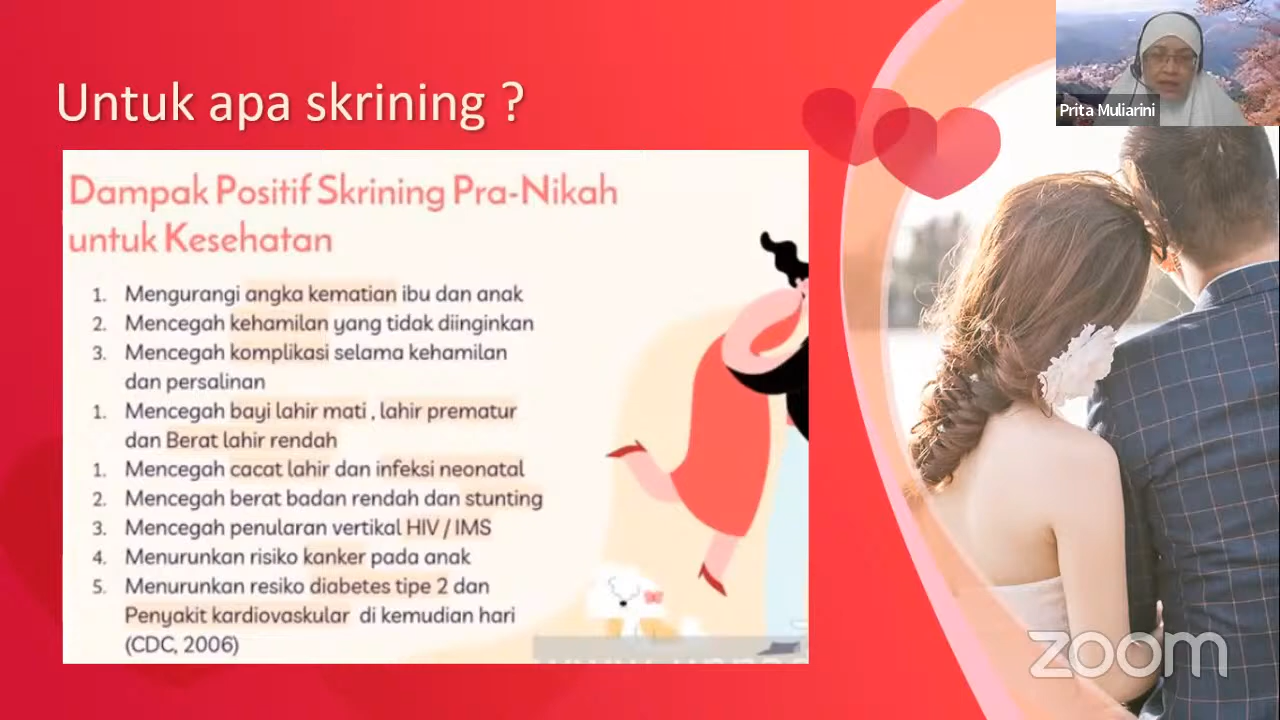 Untuk apa skrining ?
Prita Muliarini
Dampak Positif Skrining Pra-Nikah
untuk Kesehatan
1. Mengurangi angka kematian ibu dan anak
2. Mencegah kehamilan yang tidak diinginkan
3. Mencegah komplikasi selama kehamilan
dan persalinan
1. Mencegah bayi lahir mati , lahir prematur
dan Berat lahir rendah
1. Mencegah cacat lahir dan infeksi neonatal
2. Mencegah berat badan rendah dan stunting
3. Mencegah penularan vertikal HIV / IMS
4. Menurunkan risiko kanker pada anak
5. Menurunkan resiko diabetes tipe 2 dan
Penyakit kardiovaskular di kemudian hari
(CDC, 2006)
zoom